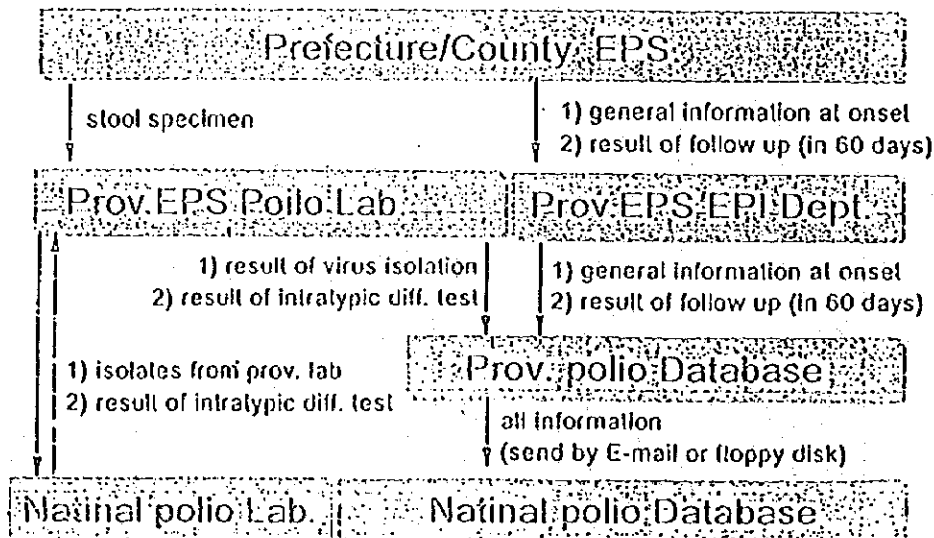 Prefecture/County EPS
stool specimen
1) general information at onset
2) result of follow up (in 60 days)
Prov.EPS Poilo Lab
Prov.EPS EPI Dept.
1) result of virus isolation
2) result of intratypic diff. test
1) general information at onset
2) result of follow up (in 60 days)
1) isolates from prov. lab
2) result of intralypic diff. test
Prov. polio Database
all information
(send by E-mail or floppy disk)
Natinal polio Lab.
Natinal polio Database